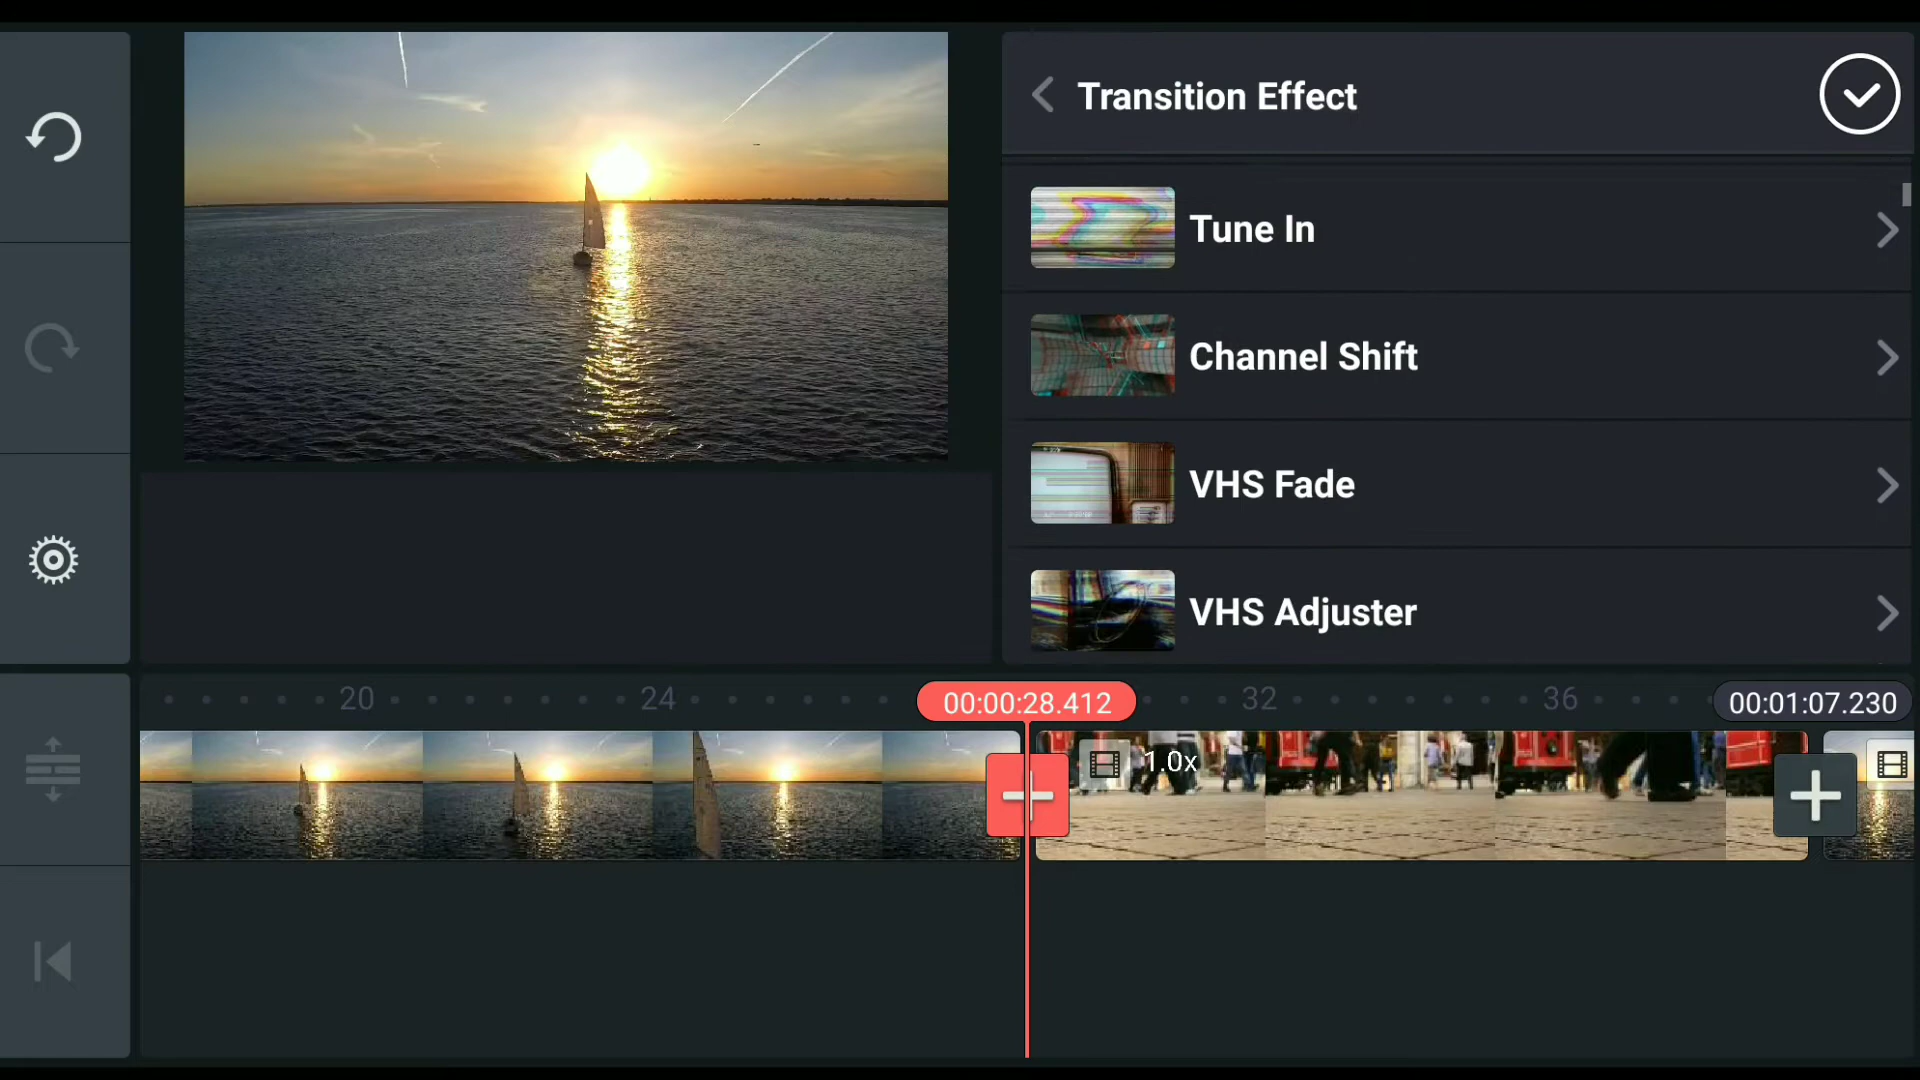 Transition Effect
Tune In
Channel Shift
VHS Fade
VHS Adjuster
20
24
00:00:28.412
32
36
00:01:07.230
1.0x